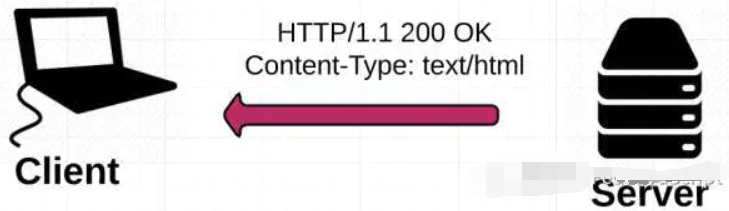 HTTP/1.1 200 OK
Content-Type: text/html
Client
Server